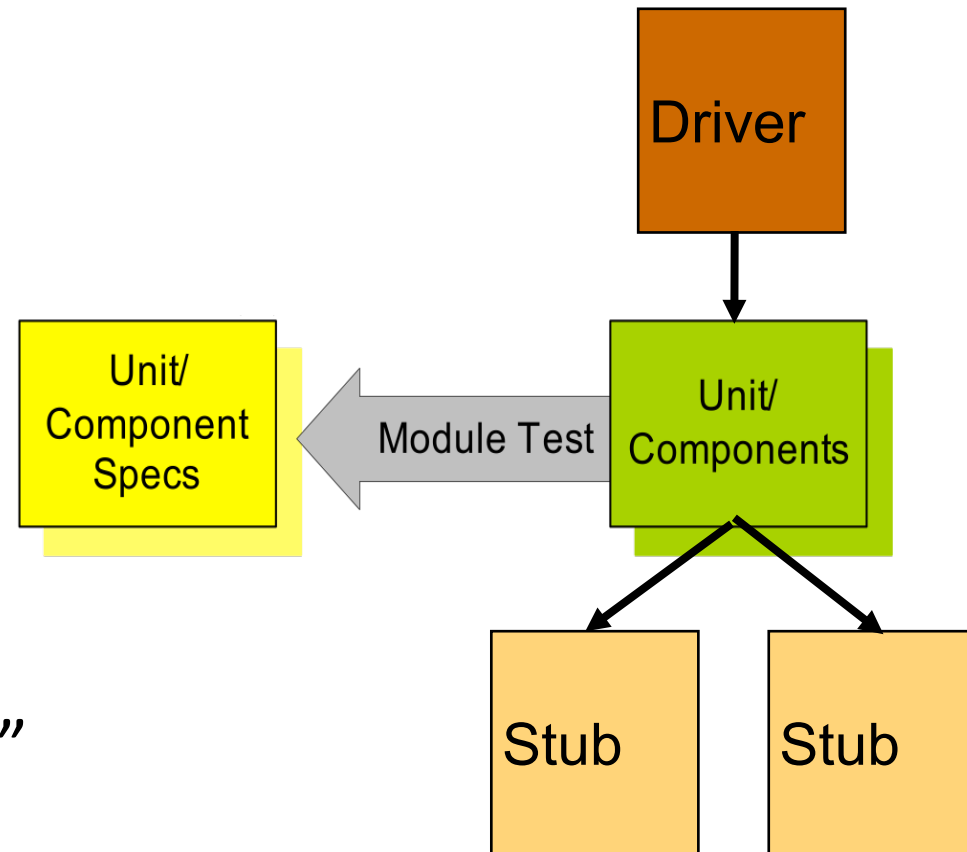 Driver
Unit/
Component
Specs
Module Test
Unit/
Components
”
Stub
Stub